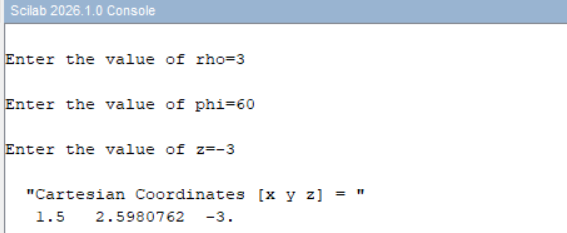 Scilab 2026.1.0 Console
Enter the value of rho=3
Enter the value of phi=60
Enter the value of z=-3
"Cartesian Coordinates [x y z] = "
1.5   2.5980762  -3.